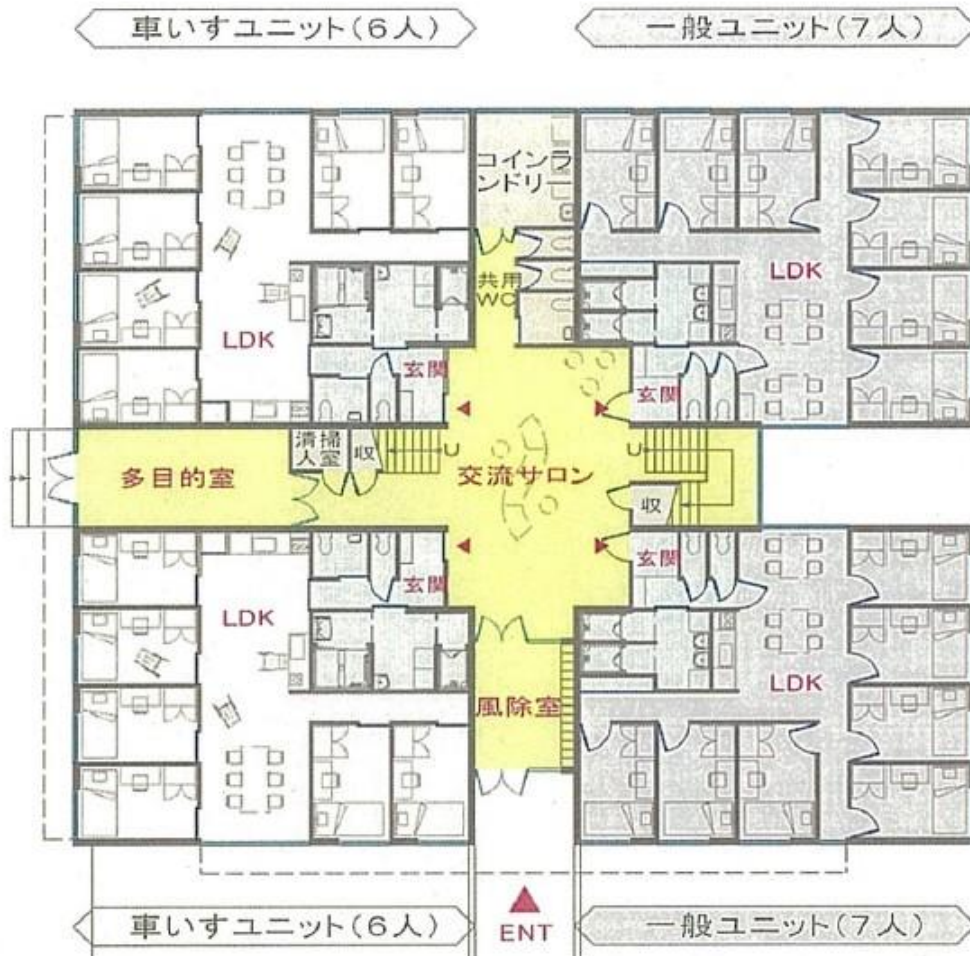 車いすユニット(6人)
一般ユニット(7人)
コインラ
ンドリー
共用
WC
LDK
LDK
玄関
玄関
清掃
人室
収
U
U
多目的室
交流サロン
収
玄関
玄関
LDK
LDK
風除室
車いすユニット(6人)
ENT
一般ユニット(7人)